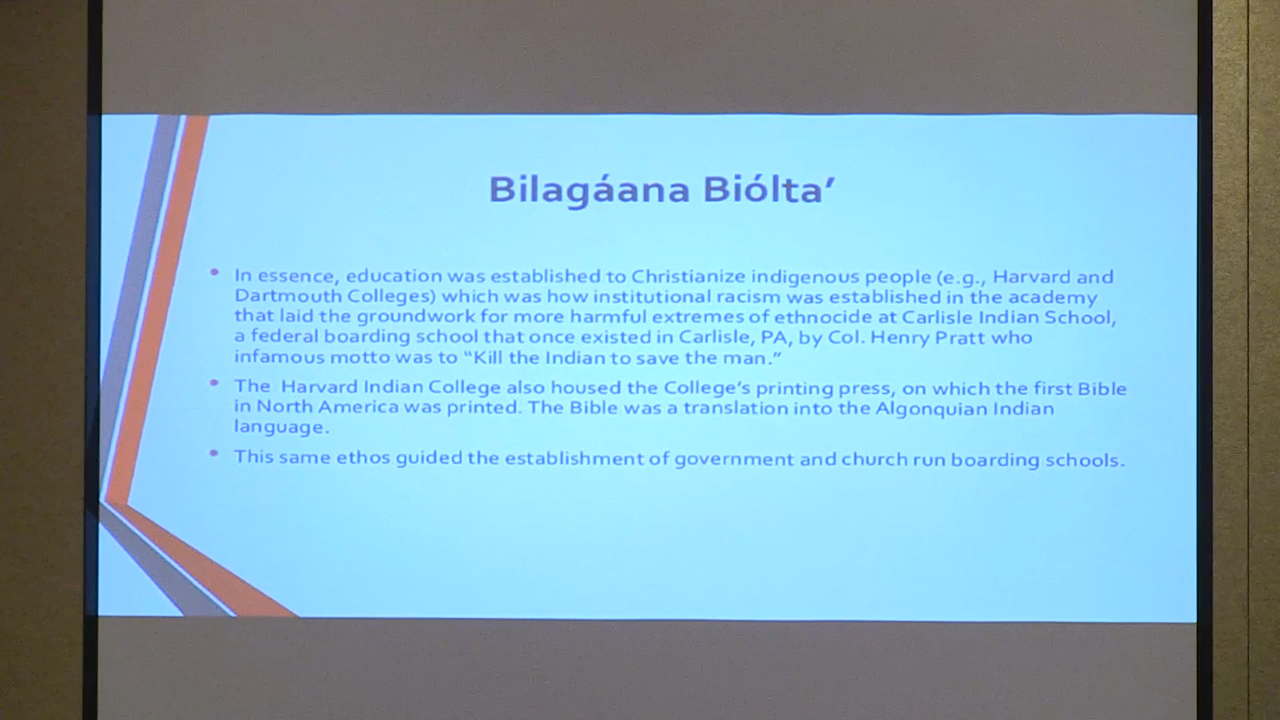 Bilagáana Biólta’
• In essence, education was established to Christianize indigenous people (e.g., Harvard and
Dartmouth Colleges) which was how institutional racism was established in the academy
that laid the groundwork for more harmful extremes of ethnocide at Carlisle Indian School,
a federal boarding school that once existed in Carlisle, PA, by Col. Henry Pratt who
infamous motto was to “Kill the Indian to save the man.”
• The Harvard Indian College also housed the College’s printing press, on which the first Bible
in North America was printed. The Bible was a translation into the Algonquian Indian
language.
• This same ethos guided the establishment of government and church run boarding schools.